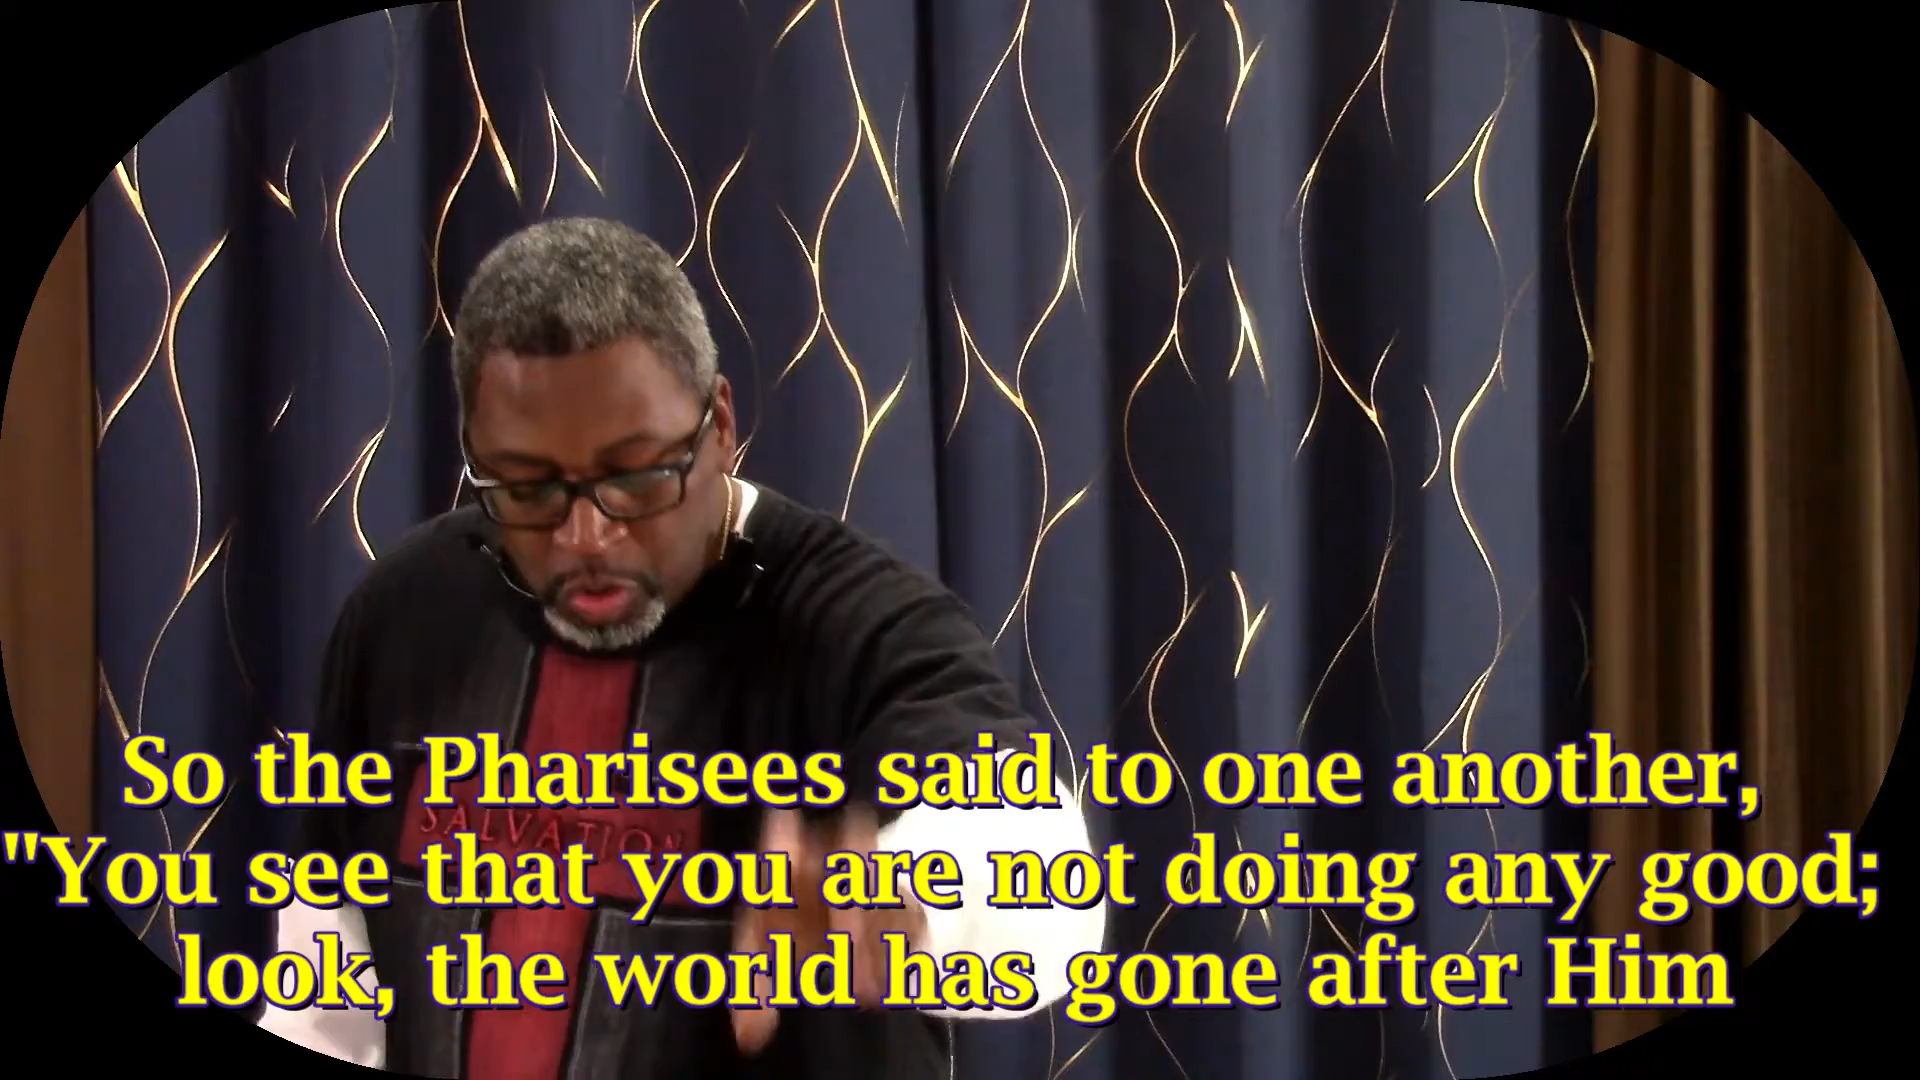 SALVATION
So the Pharisees said to one another,
"You see that you are not doing any good;
look, the world has gone after Him